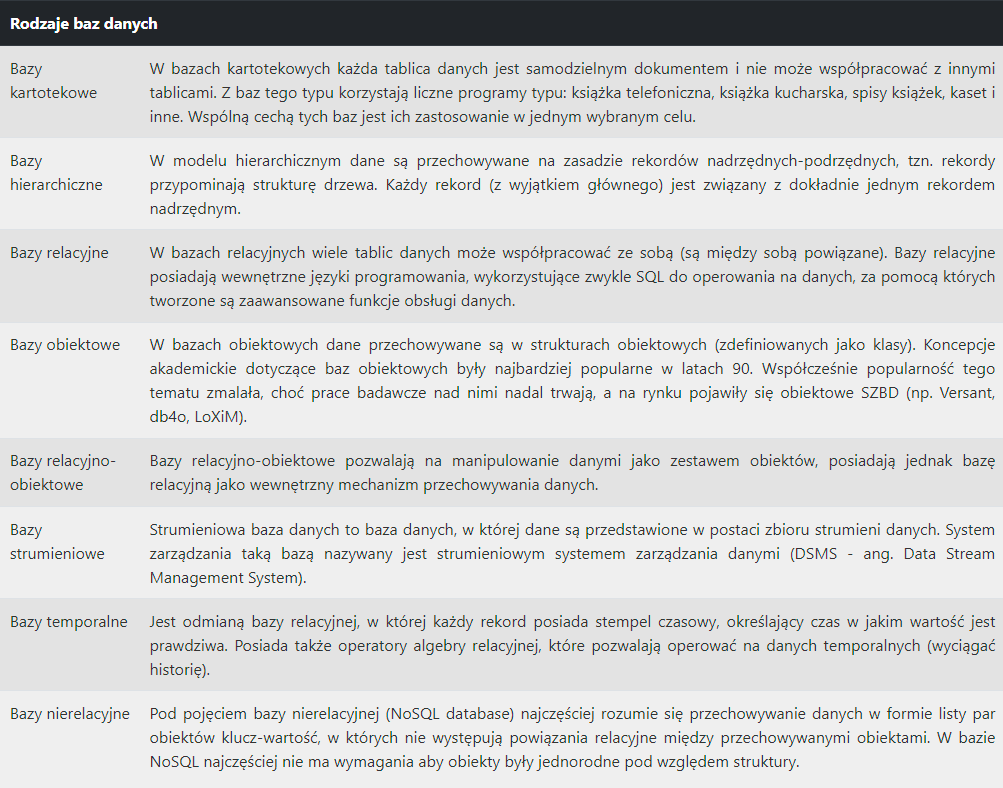 Rodzaje baz danych
Bazy kartotekowe
W bazach kartotekowych każda tablica danych jest samodzielnym dokumentem i nie może współpracować z innymi
tablicami. Z baz tego typu korzystają liczne programy typu: książka telefoniczna, książka kucharska, spisy książek, kaset i
inne. Wspólną cechą tych baz jest ich zastosowanie w jednym wybranym celu.
Bazy hierarchiczne
W modelu hierarchicznym dane są przechowywane na zasadzie rekordów nadrzędnych-podrzędnych, tzn. rekordy
przypominają strukturę drzewa. Każdy rekord (z wyjątkiem głównego) jest związany z dokładnie jednym rekordem
nadrzędnym.
Bazy relacyjne
W bazach relacyjnych wiele tablic danych może współpracować ze sobą (są między sobą powiązane). Bazy relacyjne
posiadają wewnętrzne języki programowania, wykorzystujące zwykle SQL do operowania na danych, za pomocą których
tworzone są zaawansowane funkcje obsługi danych.
Bazy obiektowe
W bazach obiektowych dane przechowywane są w strukturach obiektowych (zdefiniowanych jako klasy). Koncepcje
akademickie dotyczące baz obiektowych były najbardziej popularne w latach 90. Współcześnie popularność tego
tematu zmalała, choć prace badawcze nad nimi nadal trwają, a na rynku pojawiły się obiektowe SZBD (np. Versant,
db4o, LoXiM).
Bazy relacyjno-
obiektowe
Bazy relacyjno-obiektowe pozwalają na manipulowanie danymi jako zestawem obiektów, posiadają jednak bazę
relacyjną jako wewnętrzny mechanizm przechowywania danych.
Bazy
strumieniowe
Strumieniowa baza danych to baza danych, w której dane są przedstawione w postaci zbioru strumieni danych. System
zarządzania taką bazą nazywany jest strumieniowym systemem zarządzania danymi (DSMS - ang. Data Stream
Management System).
Bazy temporalne
Jest odmianą bazy relacyjnej, w której każdy rekord posiada stempel czasowy, określający czas w jakim wartość jest
prawdziwa. Posiada także operatory algebry relacyjnej, które pozwalają operować na danych temporalnych (wyciągać
historię).
Bazy nierelacyjne
Pod pojęciem bazy nierelacyjnej (NoSQL database) najczęściej rozumie się przechowywanie danych w formie listy par
obiektów klucz-wartość, w których nie występują powiązania relacyjne między przechowywanymi obiektami. W bazie
NoSQL najczęściej nie ma wymagania aby obiekty były jednorodne pod względem struktury.